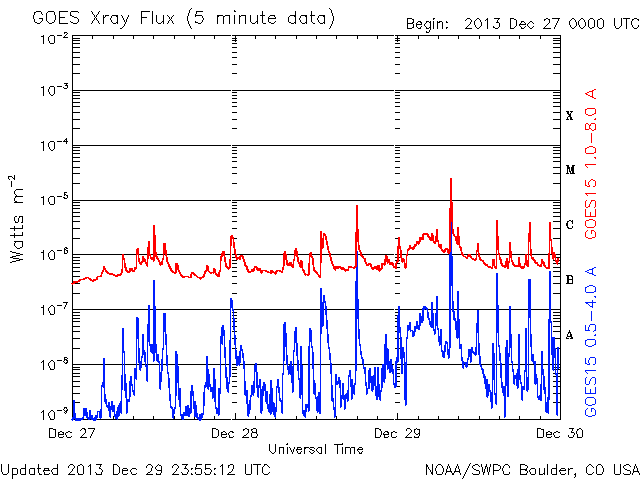 GOES Xray Flux (5 minute data)
Begin: 2013 Dec 27 0000 UTC
10⁻²
10⁻³
10⁻⁴
10⁻⁵
10⁻⁶
10⁻⁷
10⁻⁸
10⁻⁹
Watts m⁻²
X
M
C
B
A
GOES15 1.0-8.0 A
GOES15 0.5-4.0 A
Dec 27
Dec 28
Dec 29
Dec 30
Universal Time
Updated 2013 Dec 29 23:55:12 UTC
NOAA/SWPC Boulder, CO USA